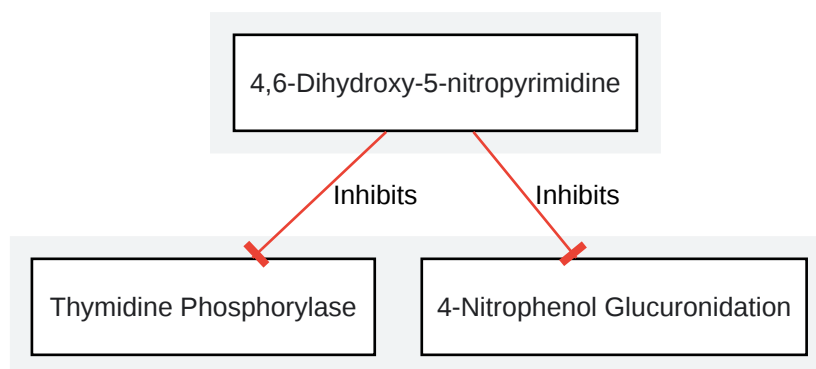 4,6-Dihydroxy-5-nitropyrimidine
Inhibits
Inhibits
Thymidine Phosphorylase
4-Nitrophenol Glucuronidation